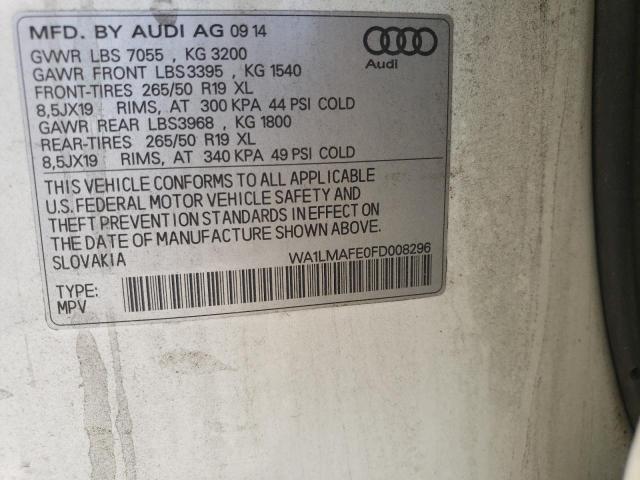 MFD. BY AUDI AG 09 14
GVWR LBS 7055 , KG 3200
GAWR FRONT LBS3395 , KG 1540
FRONT-TIRES 265/50 R19 XL
8,5JX19 RIMS, AT 300 KPA 44 PSI COLD
GAWR REAR LBS3968 , KG 1800
REAR-TIRES 265/50 R19 XL
8,5JX19 RIMS, AT 340 KPA 49 PSI COLD
Audi
THIS VEHICLE CONFORMS TO ALL APPLICABLE
U.S. FEDERAL MOTOR VEHICLE SAFETY AND
THEFT PREVENTION STANDARDS IN EFFECT ON
THE DATE OF MANUFACTURE SHOWN ABOVE.
SLOVAKIA WA1LMAFE0FD008296
TYPE:
MPV